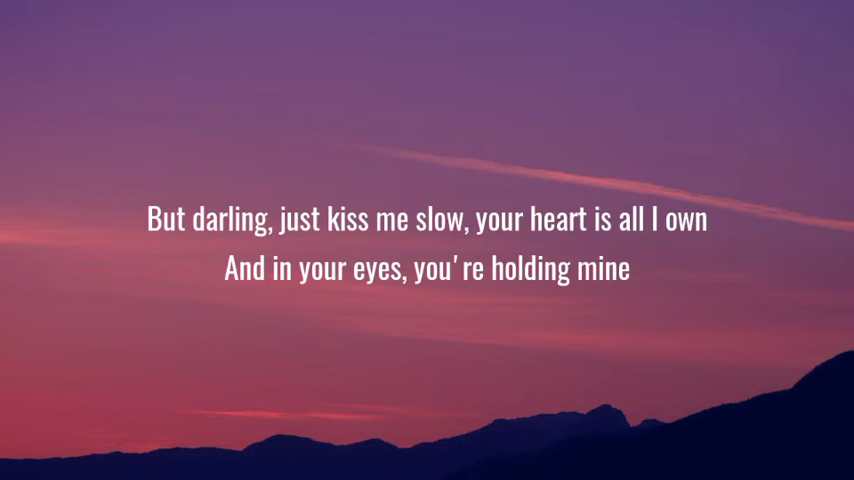 But darling, just kiss me slow, your heart is all I own
And in your eyes, you're holding mine